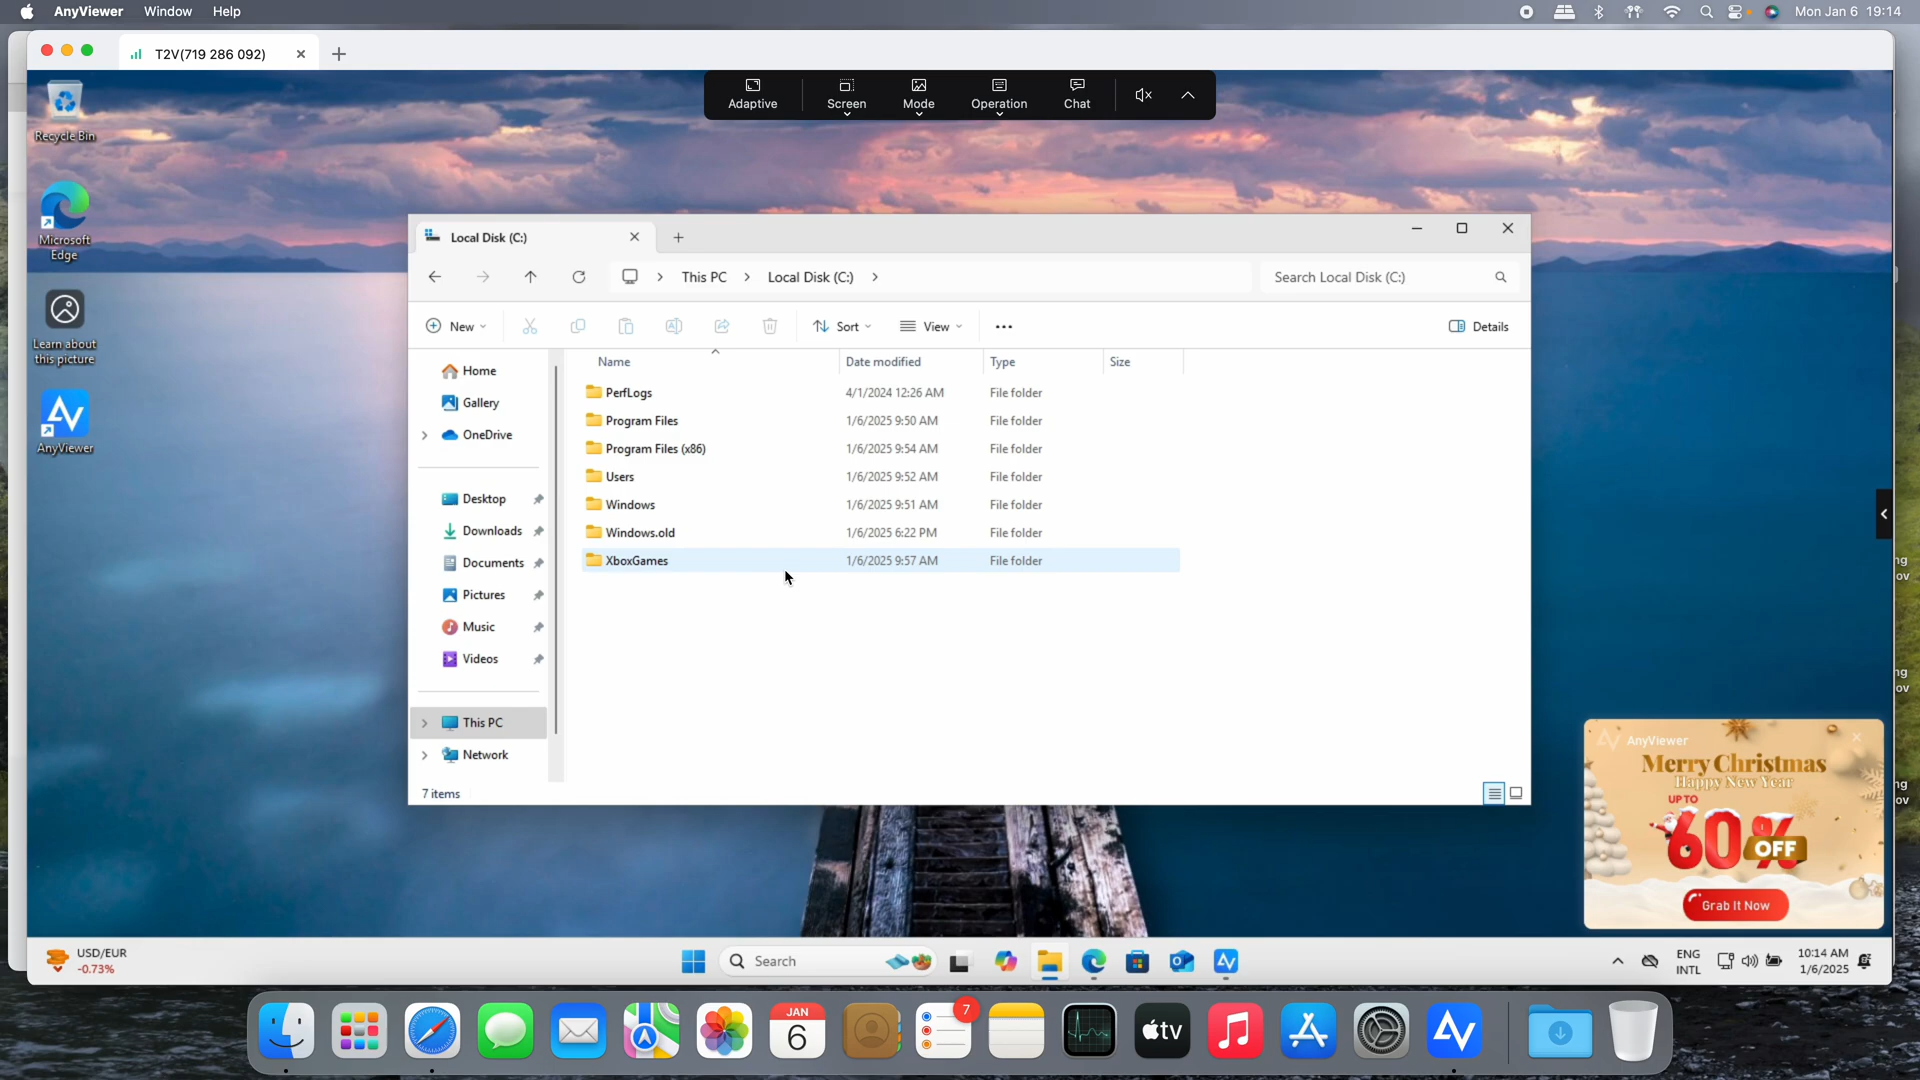 AnyViewer Window Help
Mon Jan 6 19:14
T2V(719 286 092)
Adaptive
Screen
Mode
Operation
Chat
Recycle Bin
Microsoft
Edge
Learn about
this picture
AnyViewer
Local Disk (C:)
This PC
Local Disk (C:)
Search Local Disk (C:)
New
Sort
View
Details
Name
Date modified
Type
Size
Home
Gallery
OneDrive
Desktop
Downloads
Documents
Pictures
Music
Videos
This PC
Network
PerfLogs 4/1/2024 12:26 AM File folder
Program Files 1/6/2025 9:50 AM File folder
Program Files (x86) 1/6/2025 9:54 AM File folder
Users 1/6/2025 9:52 AM File folder
Windows 1/6/2025 9:51 AM File folder
Windows.old 1/6/2025 6:22 PM File folder
XboxGames 1/6/2025 9:57 AM File folder
7 items
AnyViewer
Merry Christmas
Happy New Year
UP TO
60%
OFF
Grab It Now
ng
ov
ng
ov
ng
ov
USD/EUR
-0.73%
Search
ENG
INTL
10:14 AM
1/6/2025
JAN
6
7
tv